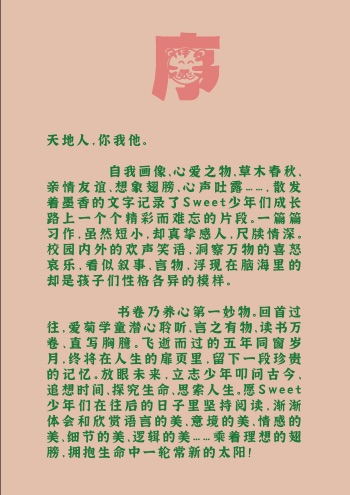 序
天地人,你我他。
自我画像、心爱之物、草木春秋、
亲情友谊、想象翅膀、心声吐露……,散发
着墨香的文字记录了Sweet少年们成长
路上一个个精彩而难忘的片段。一篇篇
习作,虽然短小,却真挚感人,尺牍情深。
校园内外的欢声笑语,洞察万物的喜怒
哀乐,看似叙事、言物,浮现在脑海里的
却是孩子们性格各异的模样。
书卷乃养心第一妙物。回首过
往,爱菊学童潜心聆听、言之有物,读书万
卷,直写胸臆。飞逝而过的五年同窗岁
月,终将在人生的扉页里,留下一段珍贵
的记忆。放眼未来,立志少年叩问古今,
追想时间、探究生命、思索人生。愿Sweet
少年们在往后的日子里坚持阅读,渐渐
体会和欣赏语言的美、意境的美、情感的
美、细节的美、逻辑的美……乘着理想的翅
膀,拥抱生命中一轮常新的太阳!